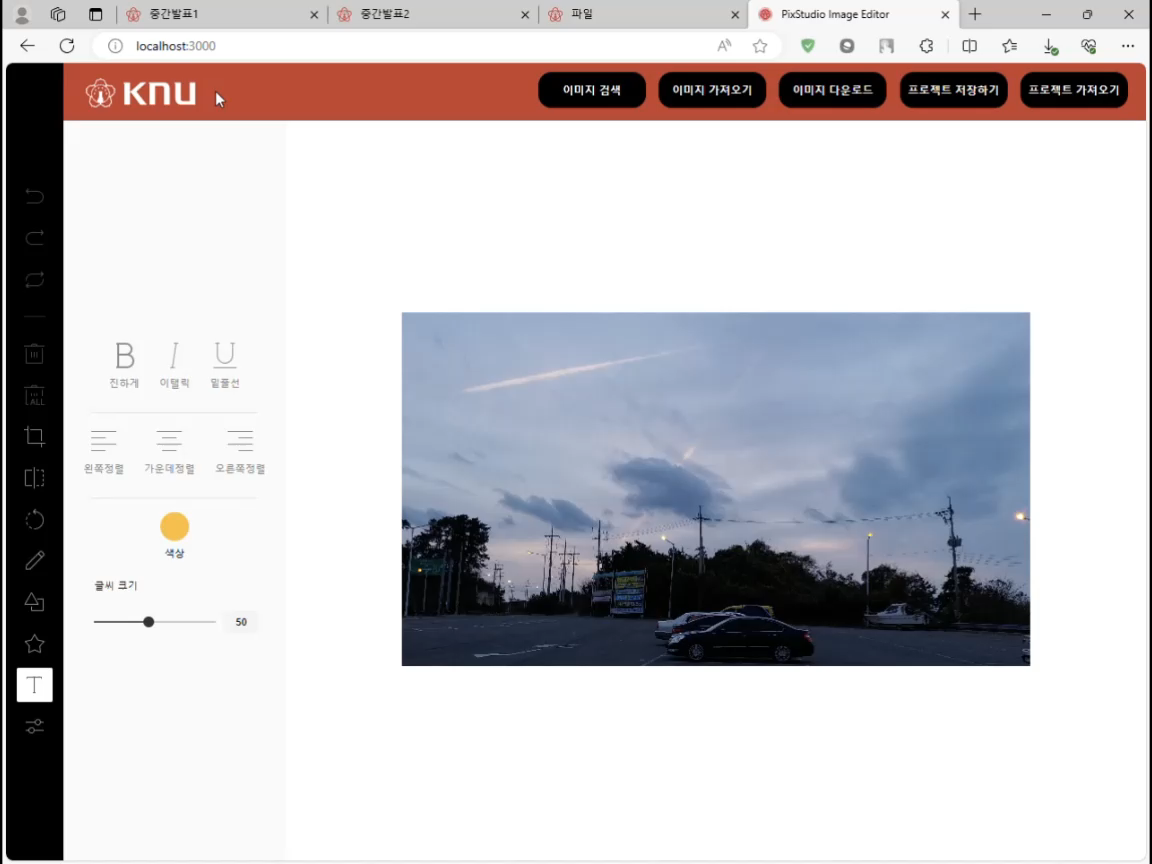 중간발표1
중간발표2
파일
PixStudio Image Editor
localhost:3000
KNU
이미지 검색
이미지 가져오기
이미지 다운로드
프로젝트 저장하기
프로젝트 가져오기
ALL
B I U
진하게 이탤릭 밑줄선
왼쪽정렬 가운데정렬 오른쪽정렬
색상
글씨 크기
50
T